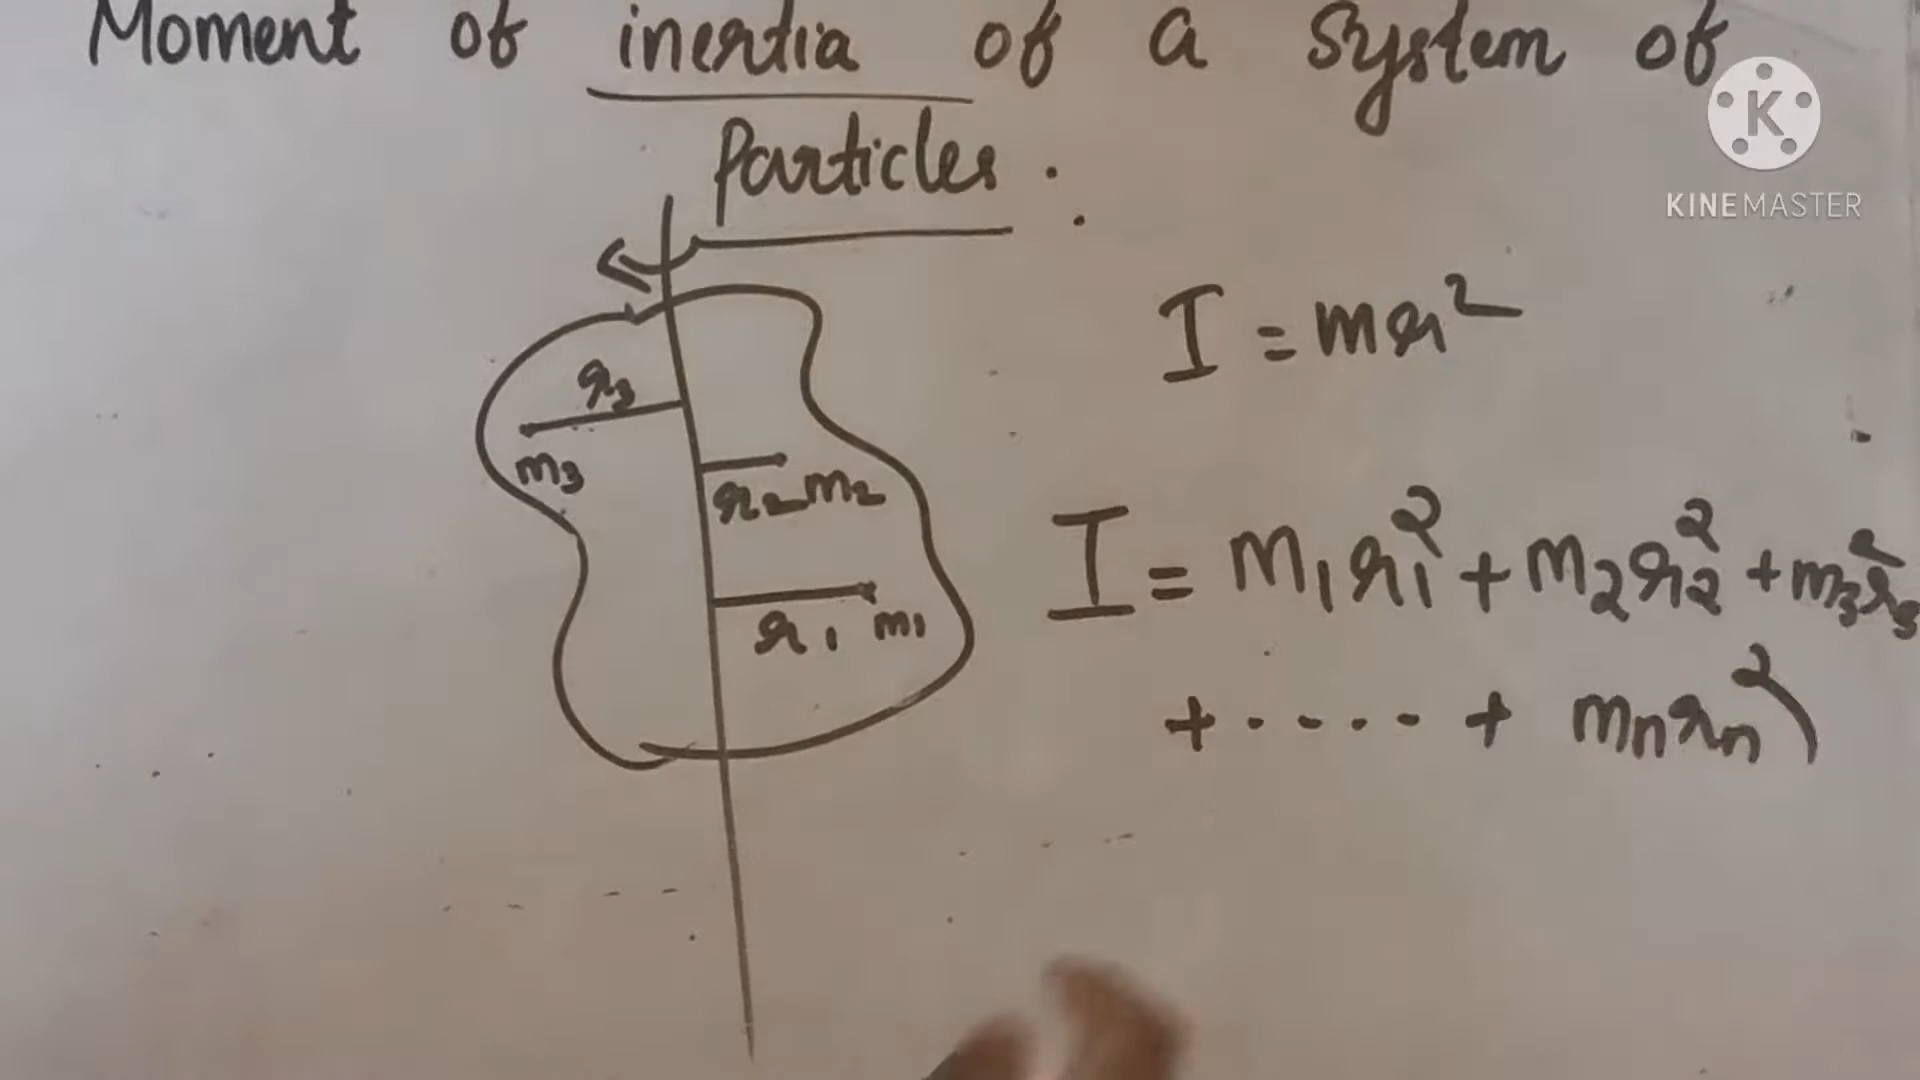 Moment of inertia of a system of
Particles.
K
KINEMASTER
I = mr²
r₃
m₃
r₂ m₂
I = m₁r₁² + m₂r₂² + m₃r₃²
r₁ m₁
+ . . . . + mₙrₙ²)